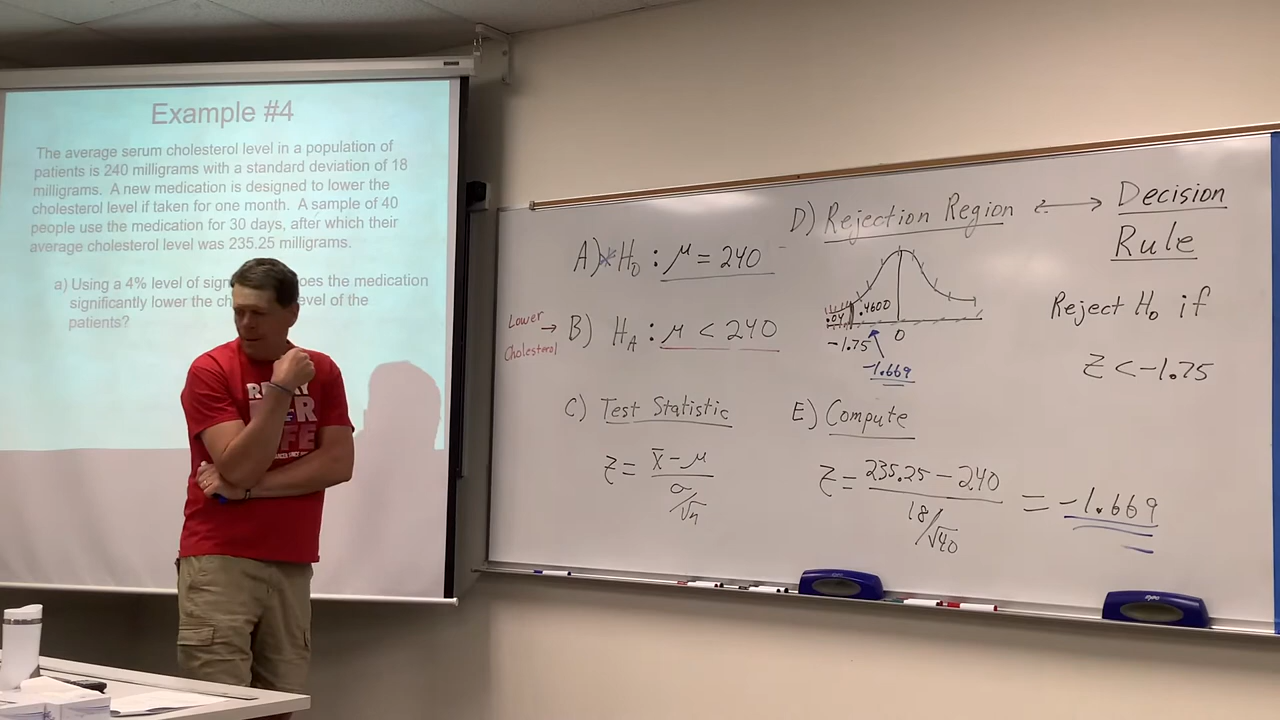 Example #4
The average serum cholesterol level in a population of
patients is 240 milligrams with a standard deviation of 18
milligrams. A new medication is designed to lower the
cholesterol level if taken for one month. A sample of 40
people use the medication for 30 days, after which their
average cholesterol level was 235.25 milligrams.
a) Using a 4% level of does the medication
significantly lower the level of the
patients?
A)* H₀ : μ = 240
Lower
Cholesterol → B) H_A : μ < 240
C) Test Statistic
z = (x̄ − μ) / (σ/√n)
D) Rejection Region ↔ Decision
Rule
.04 .4600
-1.75 0
-1.669
Reject H₀ if
z < -1.75
E) Compute
z = (235.25 − 240) / (18/√40) = -1.669
EXPO